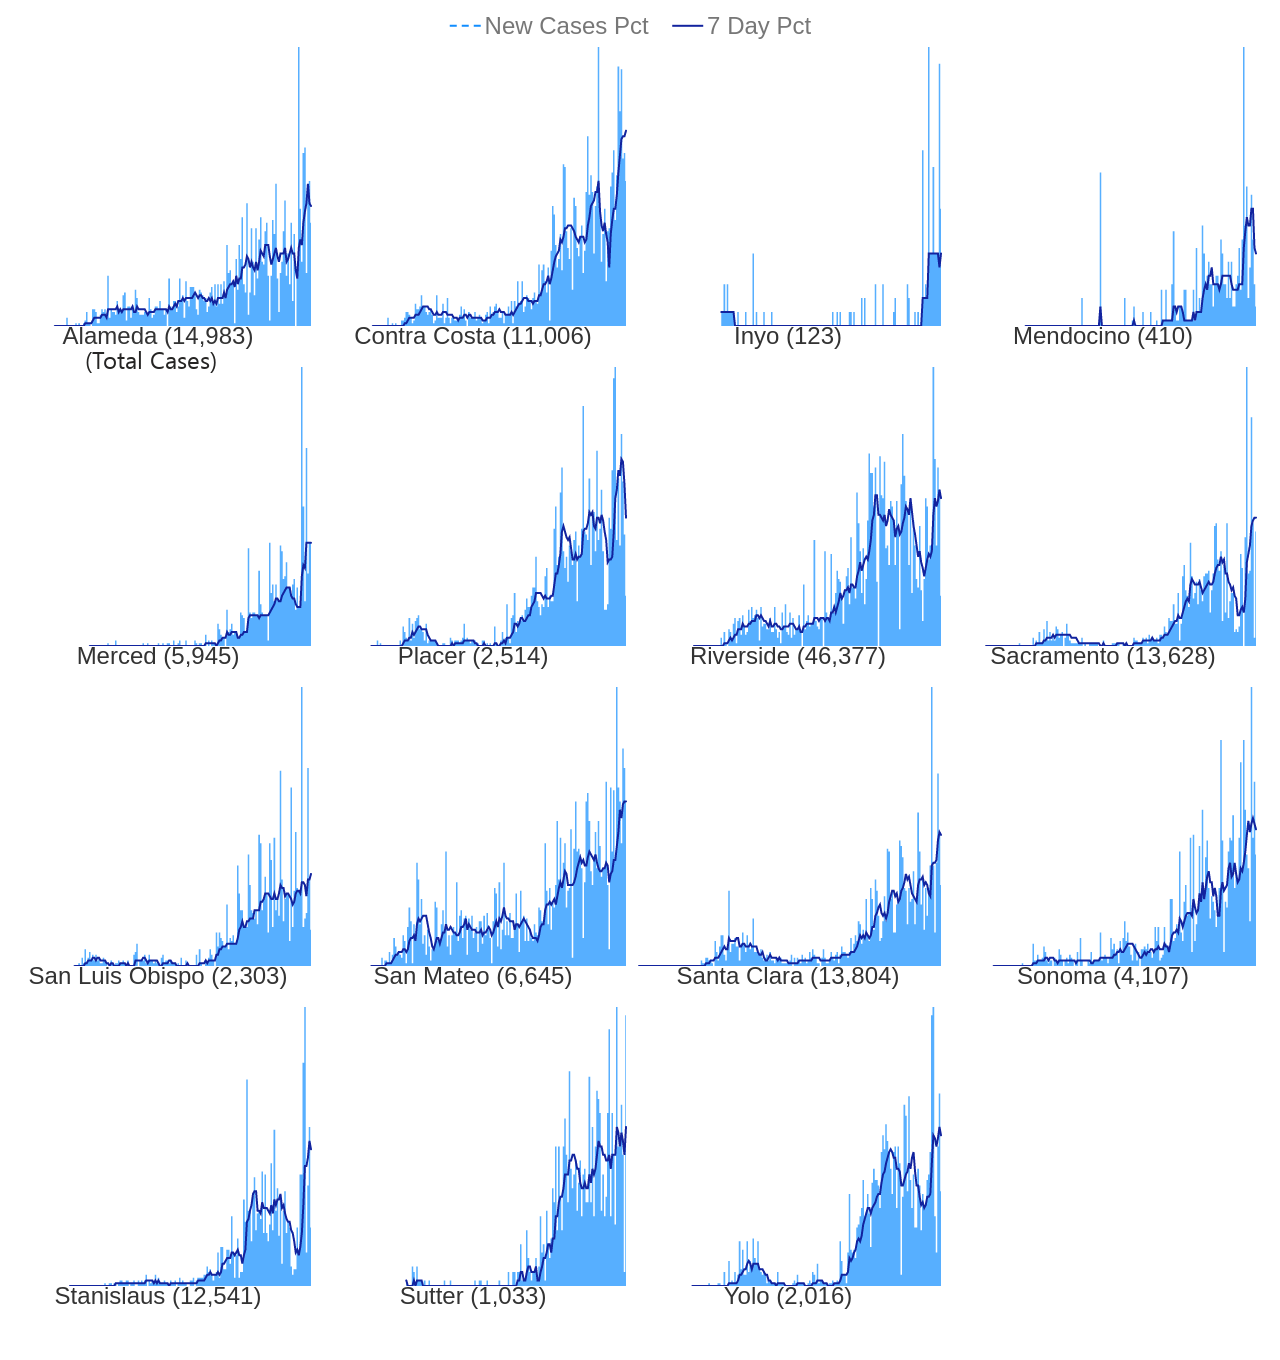 New Cases Pct 7 Day Pct
Alameda (14,983) Contra Costa (11,006) Inyo (123) Mendocino (410)
(Total Cases)
Merced (5,945) Placer (2,514) Riverside (46,377) Sacramento (13,628)
San Luis Obispo (2,303) San Mateo (6,645) Santa Clara (13,804) Sonoma (4,107)
Stanislaus (12,541) Sutter (1,033) Yolo (2,016)